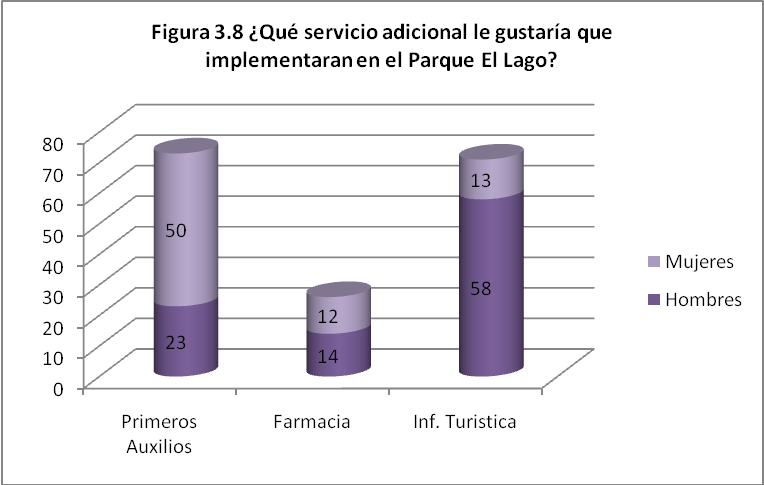 Figura 3.8 ¿Qué servicio adicional le gustaría que
implementaran en el Parque El Lago?
80
70
60
50
40
30
20
10
0
50
23
12
14
13
58
Primeros
Auxilios
Farmacia
Inf. Turistica
Mujeres
Hombres